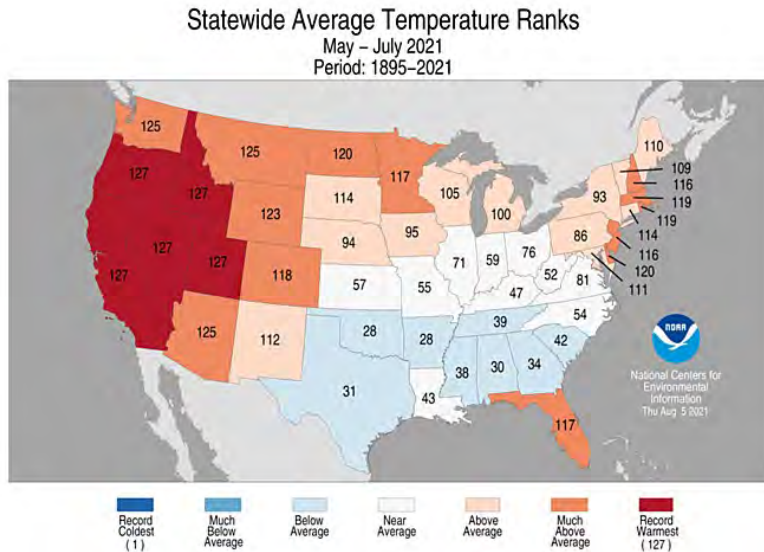 Statewide Average Temperature Ranks
May – July 2021
Period: 1895–2021
125
125
120
117
110
109
116
119
119
114
116
120
111
127
127
123
114
105
100
93
95
94
86
127
127
127
118
57
55
71
59
76
52
81
47
54
125
112
28
28
39
42
31
43
38
30
34
117
NOAA
National Centers for
Environmental
Information
Thu Aug 5 2021
Record
Coldest
( 1 )
Much
Below
Average
Below
Average
Near
Average
Above
Average
Much
Above
Average
Record
Warmest
( 127 )